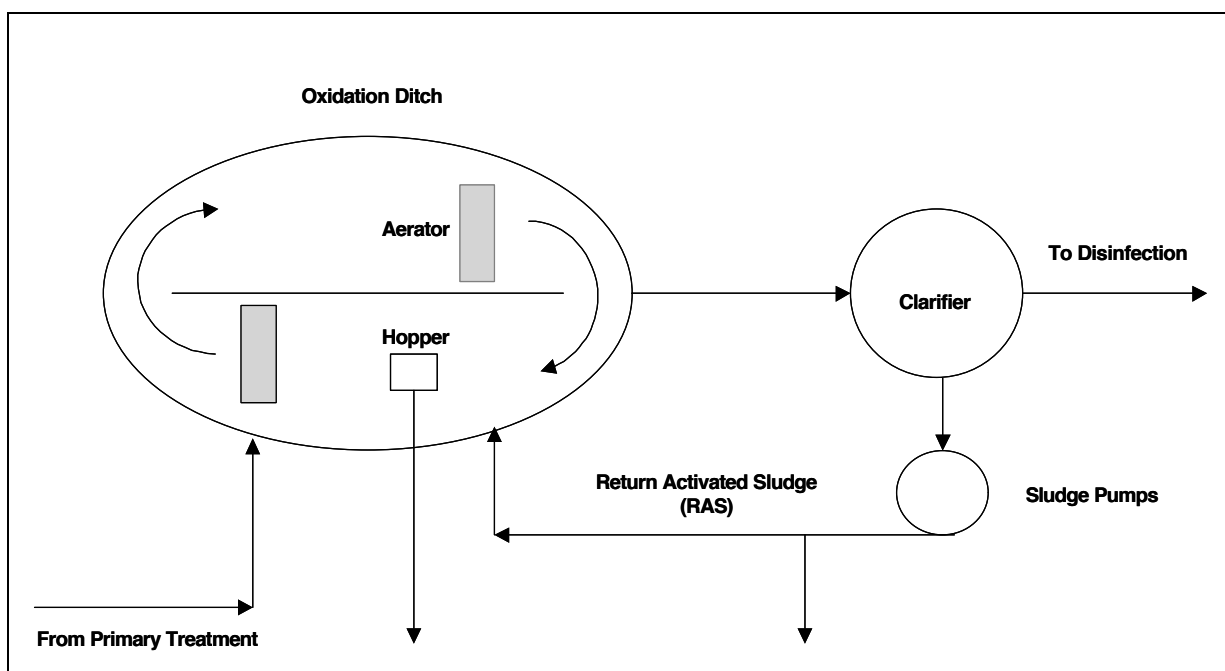 Oxidation Ditch
Aerator
To Disinfection
Clarifier
Hopper
Return Activated Sludge
(RAS)
Sludge Pumps
From Primary Treatment